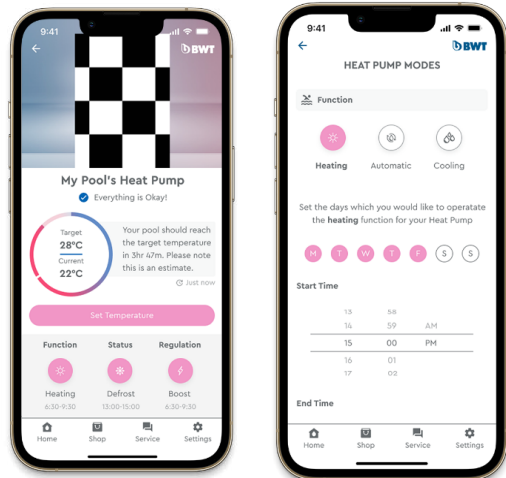 9:41
BWT
My Pool's Heat Pump
Everything is Okay!
Target
28°C
Current
22°C
Your pool should reach
the target temperature
in 3hr 47m. Please note
this is an estimate.
Just now
Set Temperature
Function Status Regulation
Heating Defrost Boost
6:30-9:30 13:00-15:00 6:30-9:30
Home Shop Service Settings
9:41
BWT
HEAT PUMP MODES
Function
Heating Automatic Cooling
Set the days which you would like to operatate
the heating function for your Heat Pump
M T W T F S S
Start Time
13 58
14 59 AM
15 00 PM
16 01
17 02
End Time
Home Shop Service Settings